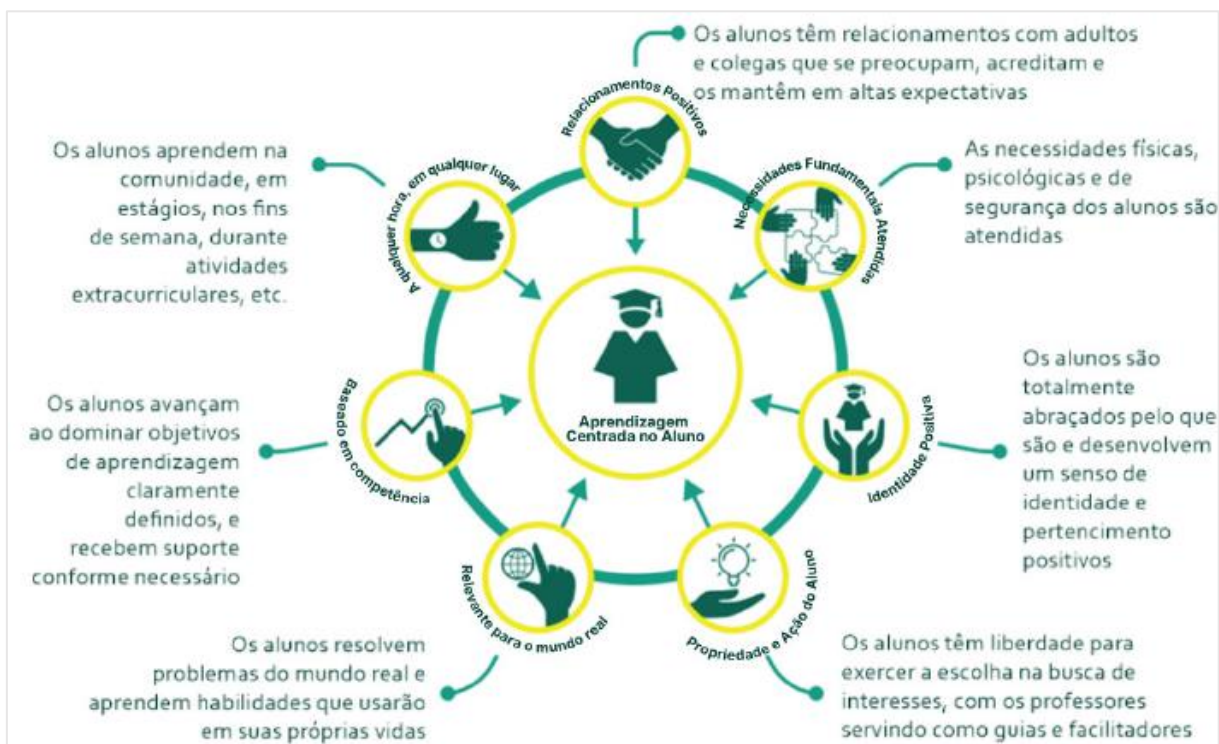 Relacionamentos Positivos
Os alunos têm relacionamentos com adultos
e colegas que se preocupam, acreditam e
os mantêm em altas expectativas
Necessidades Fundamentais Atendidas
As necessidades físicas,
psicológicas e de
segurança dos alunos são
atendidas
Identidade Positiva
Os alunos são
totalmente
abraçados pelo que
são e desenvolvem
um senso de
identidade e
pertencimento
positivos
Propriedade e Ação do Aluno
Os alunos têm liberdade para
exercer a escolha na busca de
interesses, com os professores
servindo como guias e facilitadores
Relevante para o mundo real
Os alunos resolvem
problemas do mundo real e
aprendem habilidades que usarão
em suas próprias vidas
Baseado em competência
Os alunos avançam
ao dominar objetivos
de aprendizagem
claramente
definidos, e
recebem suporte
conforme necessário
A qualquer hora, em qualquer lugar
Os alunos aprendem na
comunidade, em
estágios, nos fins
de semana, durante
atividades
extracurriculares, etc.
Aprendizagem
Centrada no Aluno